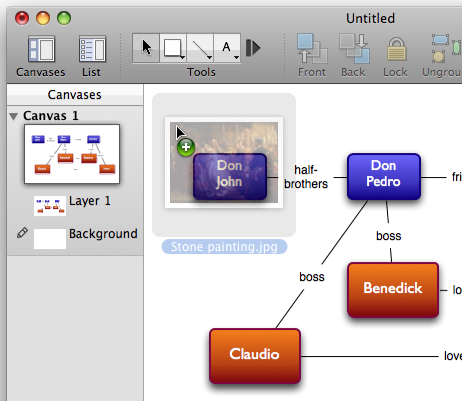 Untitled
Canvases
List
Tools
Front
Back
Lock
Ungrou
A
Canvases
Canvas 1
Layer 1
Background
Don
John
half-
brothers
Don
Pedro
fri
Stone painting.jpg
boss
boss
Benedick
lo
Claudio
love